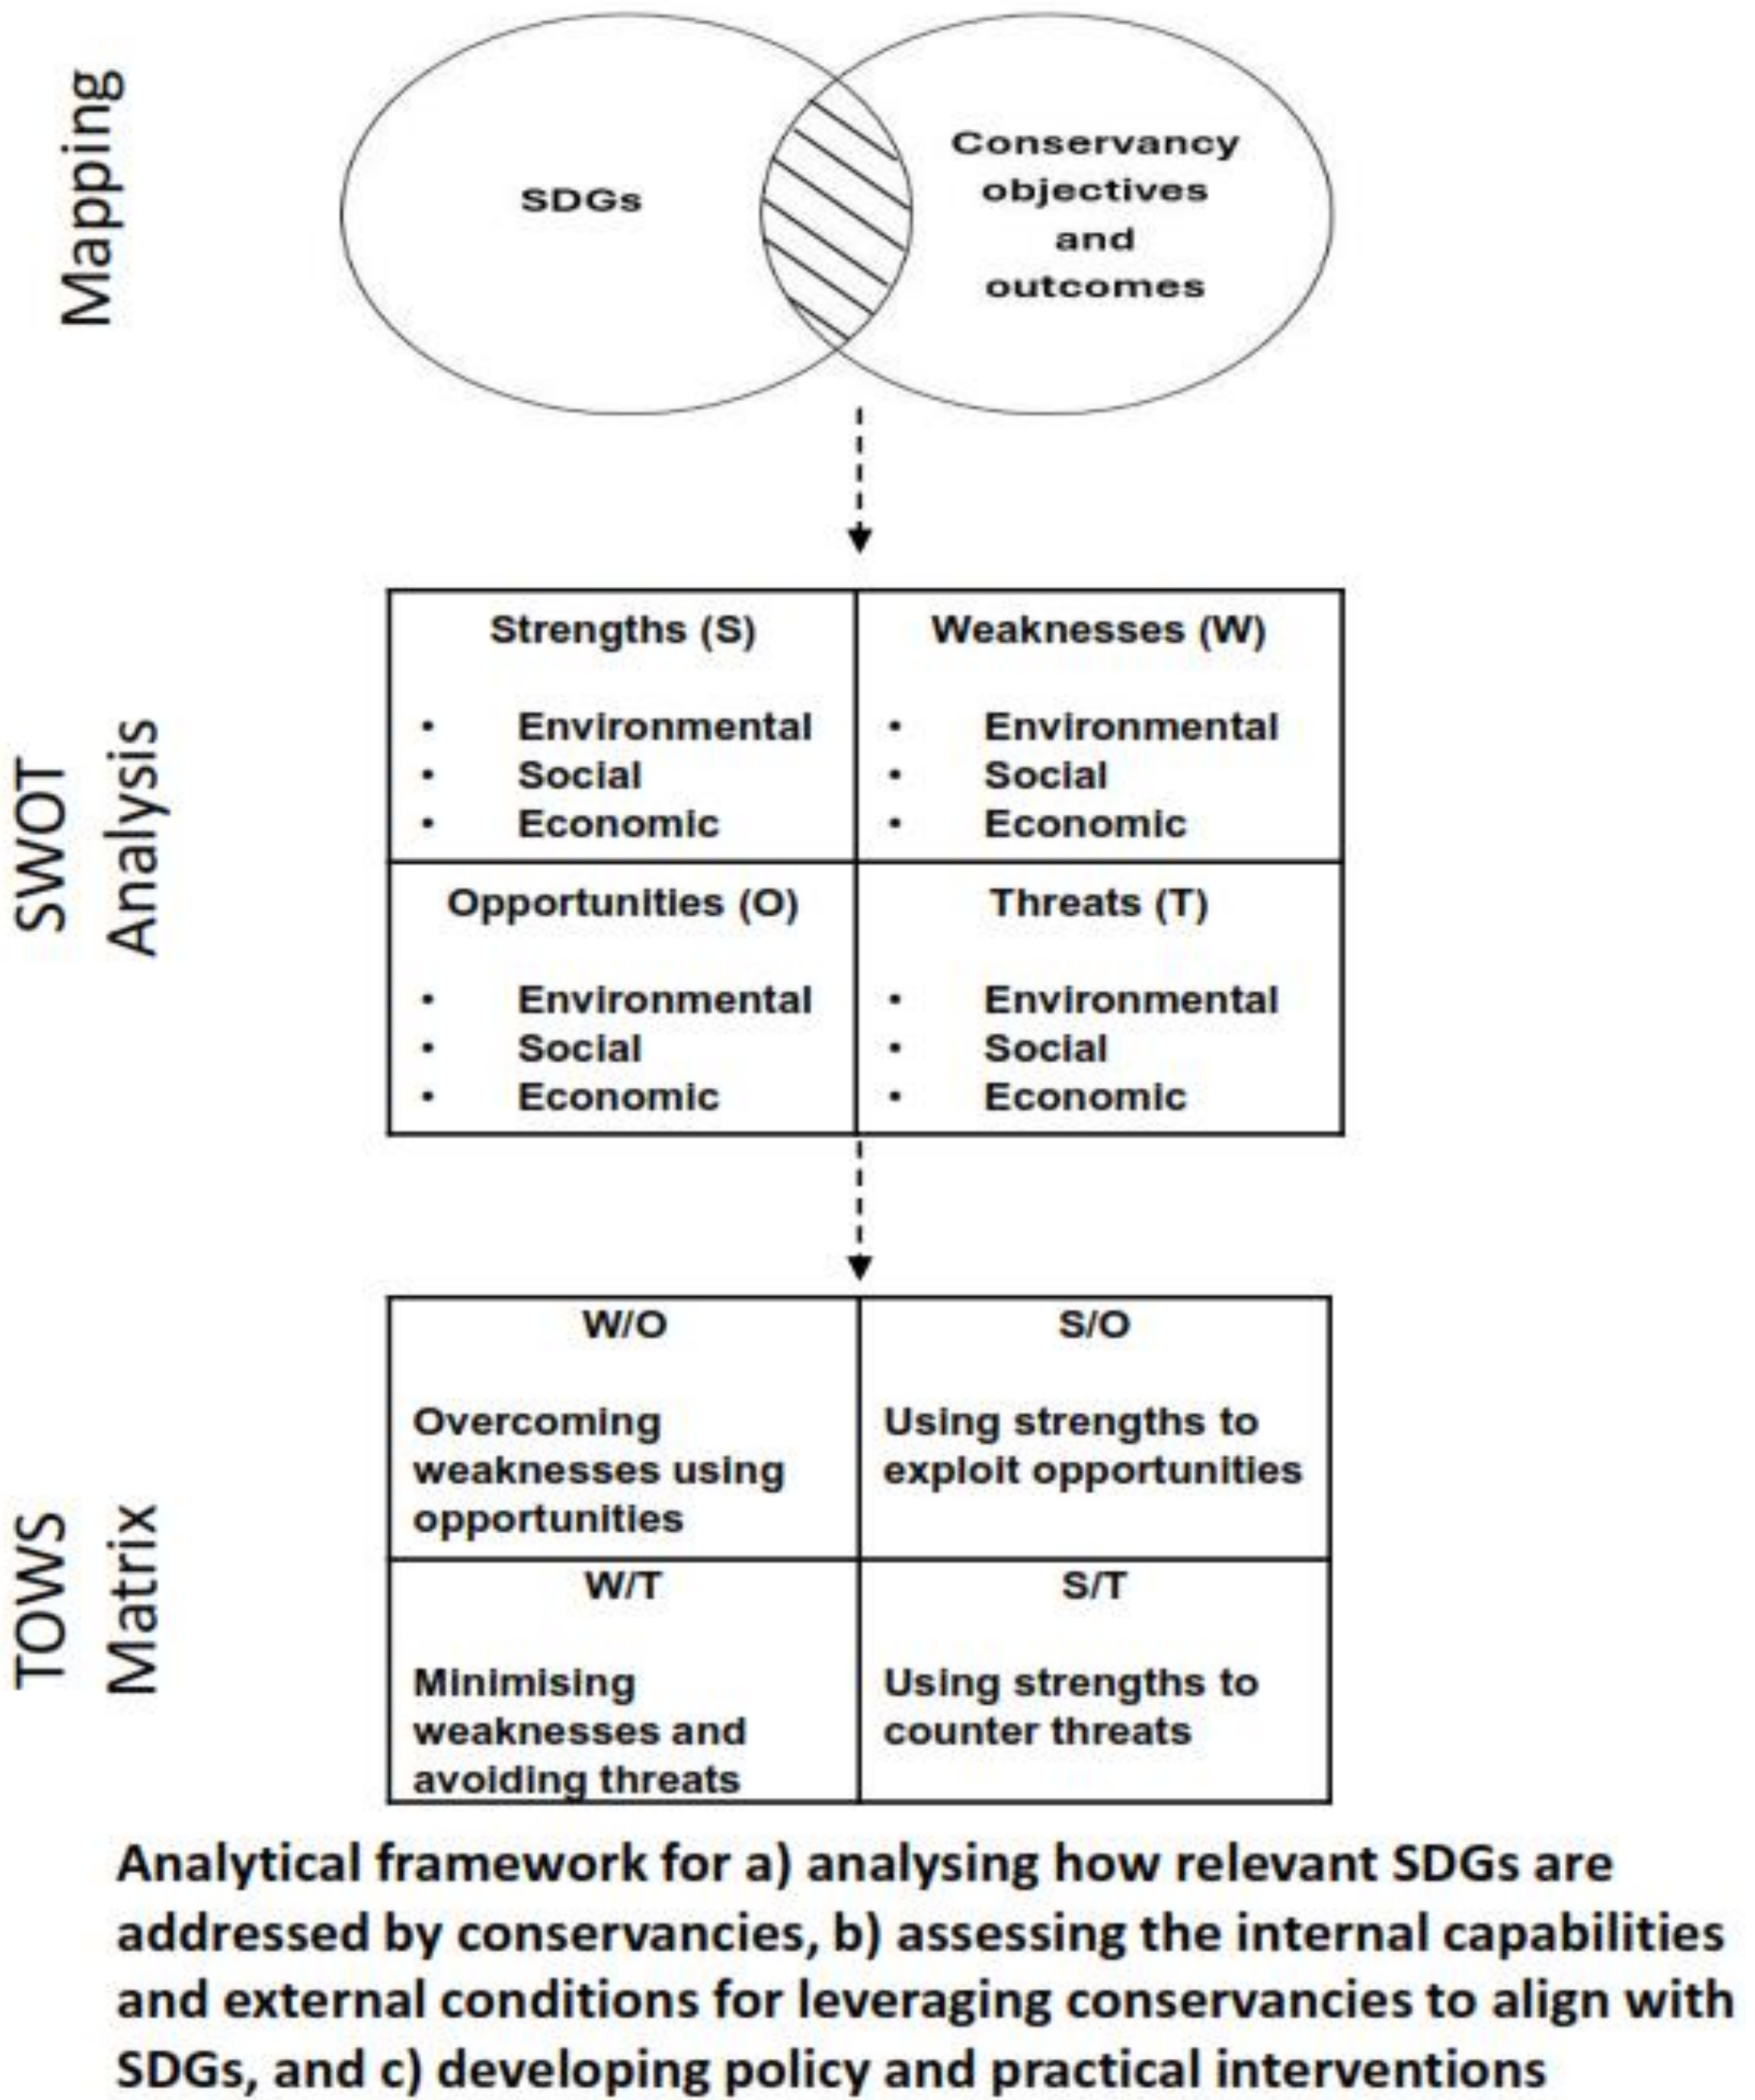 Mapping
SDGs
Conservancy
objectives
and
outcomes
SWOT
Analysis
Strengths (S)
• Environmental
• Social
• Economic
Weaknesses (W)
• Environmental
• Social
• Economic
Opportunities (O)
• Environmental
• Social
• Economic
Threats (T)
• Environmental
• Social
• Economic
TOWS
Matrix
W/O
Overcoming
weaknesses using
opportunities
S/O
Using strengths to
exploit opportunities
W/T
Minimising
weaknesses and
avoiding threats
S/T
Using strengths to
counter threats
Analytical framework for a) analysing how relevant SDGs are
addressed by conservancies, b) assessing the internal capabilities
and external conditions for leveraging conservancies to align with
SDGs, and c) developing policy and practical interventions